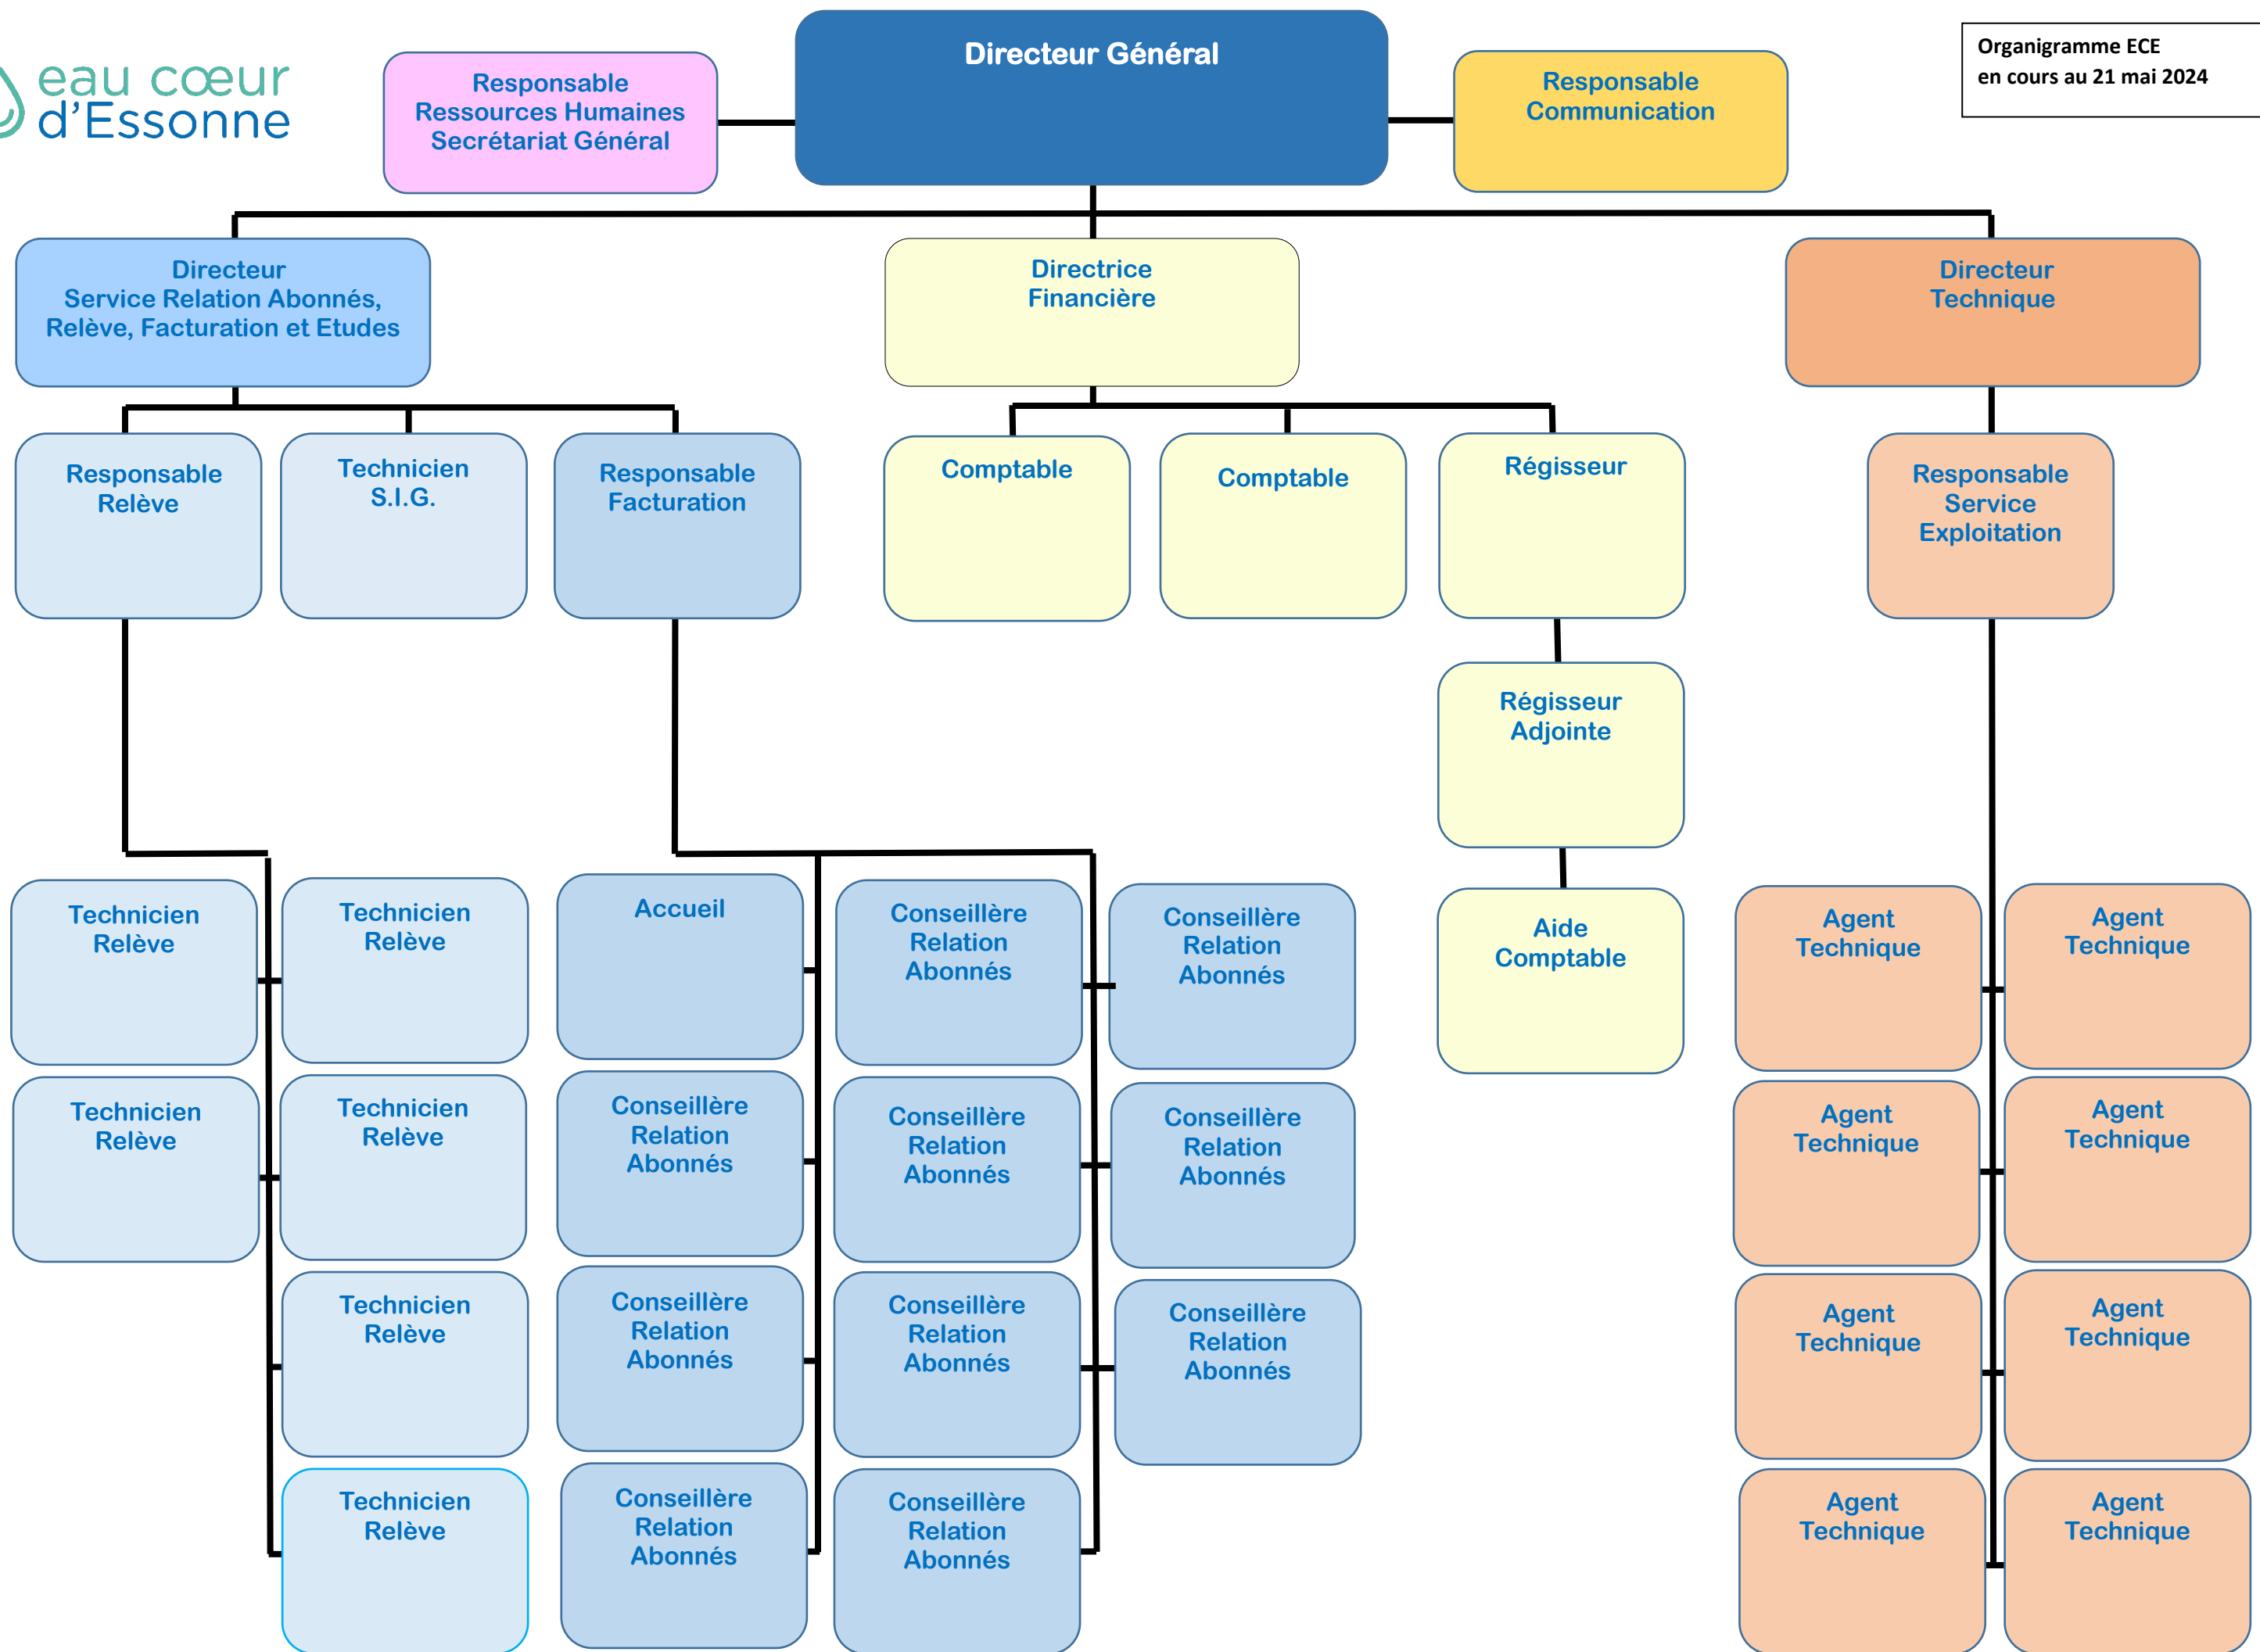 eau cœur
d'Essonne
Responsable
Ressources Humaines
Secrétariat Général
Directeur Général
Responsable
Communication
Organigramme ECE
en cours au 21 mai 2024
Directeur
Service Relation Abonnés,
Relève, Facturation et Etudes
Directrice
Financière
Directeur
Technique
Responsable
Relève
Technicien
S.I.G.
Responsable
Facturation
Comptable
Comptable
Régisseur
Responsable
Service
Exploitation
Régisseur
Adjointe
Technicien
Relève
Technicien
Relève
Accueil
Conseillère
Relation
Abonnés
Conseillère
Relation
Abonnés
Aide
Comptable
Agent
Technique
Agent
Technique
Technicien
Relève
Technicien
Relève
Conseillère
Relation
Abonnés
Conseillère
Relation
Abonnés
Conseillère
Relation
Abonnés
Agent
Technique
Agent
Technique
Technicien
Relève
Conseillère
Relation
Abonnés
Conseillère
Relation
Abonnés
Conseillère
Relation
Abonnés
Agent
Technique
Agent
Technique
Technicien
Relève
Conseillère
Relation
Abonnés
Conseillère
Relation
Abonnés
Agent
Technique
Agent
Technique